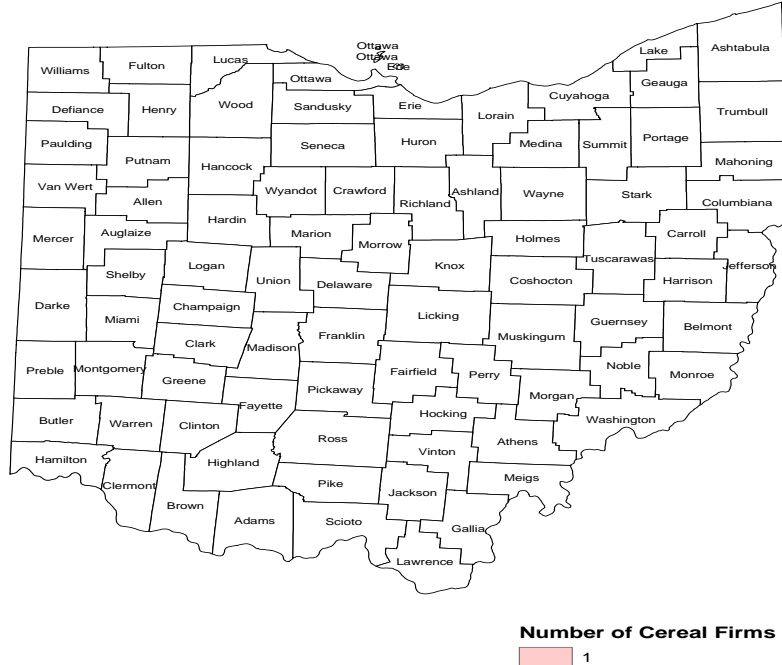 Ottawa
Ottawa
Erie
Lake
Ashtabula
Williams
Fulton
Lucas
Ottawa
Geauga
Cuyahoga
Defiance
Henry
Wood
Sandusky
Erie
Lorain
Trumbull
Paulding
Putnam
Hancock
Seneca
Huron
Medina
Summit
Portage
Mahoning
Van Wert
Allen
Wyandot
Crawford
Richland
Ashland
Wayne
Stark
Columbiana
Mercer
Auglaize
Hardin
Marion
Morrow
Knox
Holmes
Tuscarawas
Carroll
Jefferson
Darke
Shelby
Logan
Union
Delaware
Coshocton
Harrison
Miami
Champaign
Licking
Guernsey
Belmont
Clark
Madison
Franklin
Muskingum
Preble
Montgomery
Greene
Fairfield
Perry
Noble
Monroe
Fayette
Pickaway
Morgan
Butler
Warren
Clinton
Ross
Hocking
Washington
Hamilton
Highland
Vinton
Athens
Clermont
Pike
Jackson
Meigs
Brown
Adams
Scioto
Gallia
Lawrence
Number of Cereal Firms
1